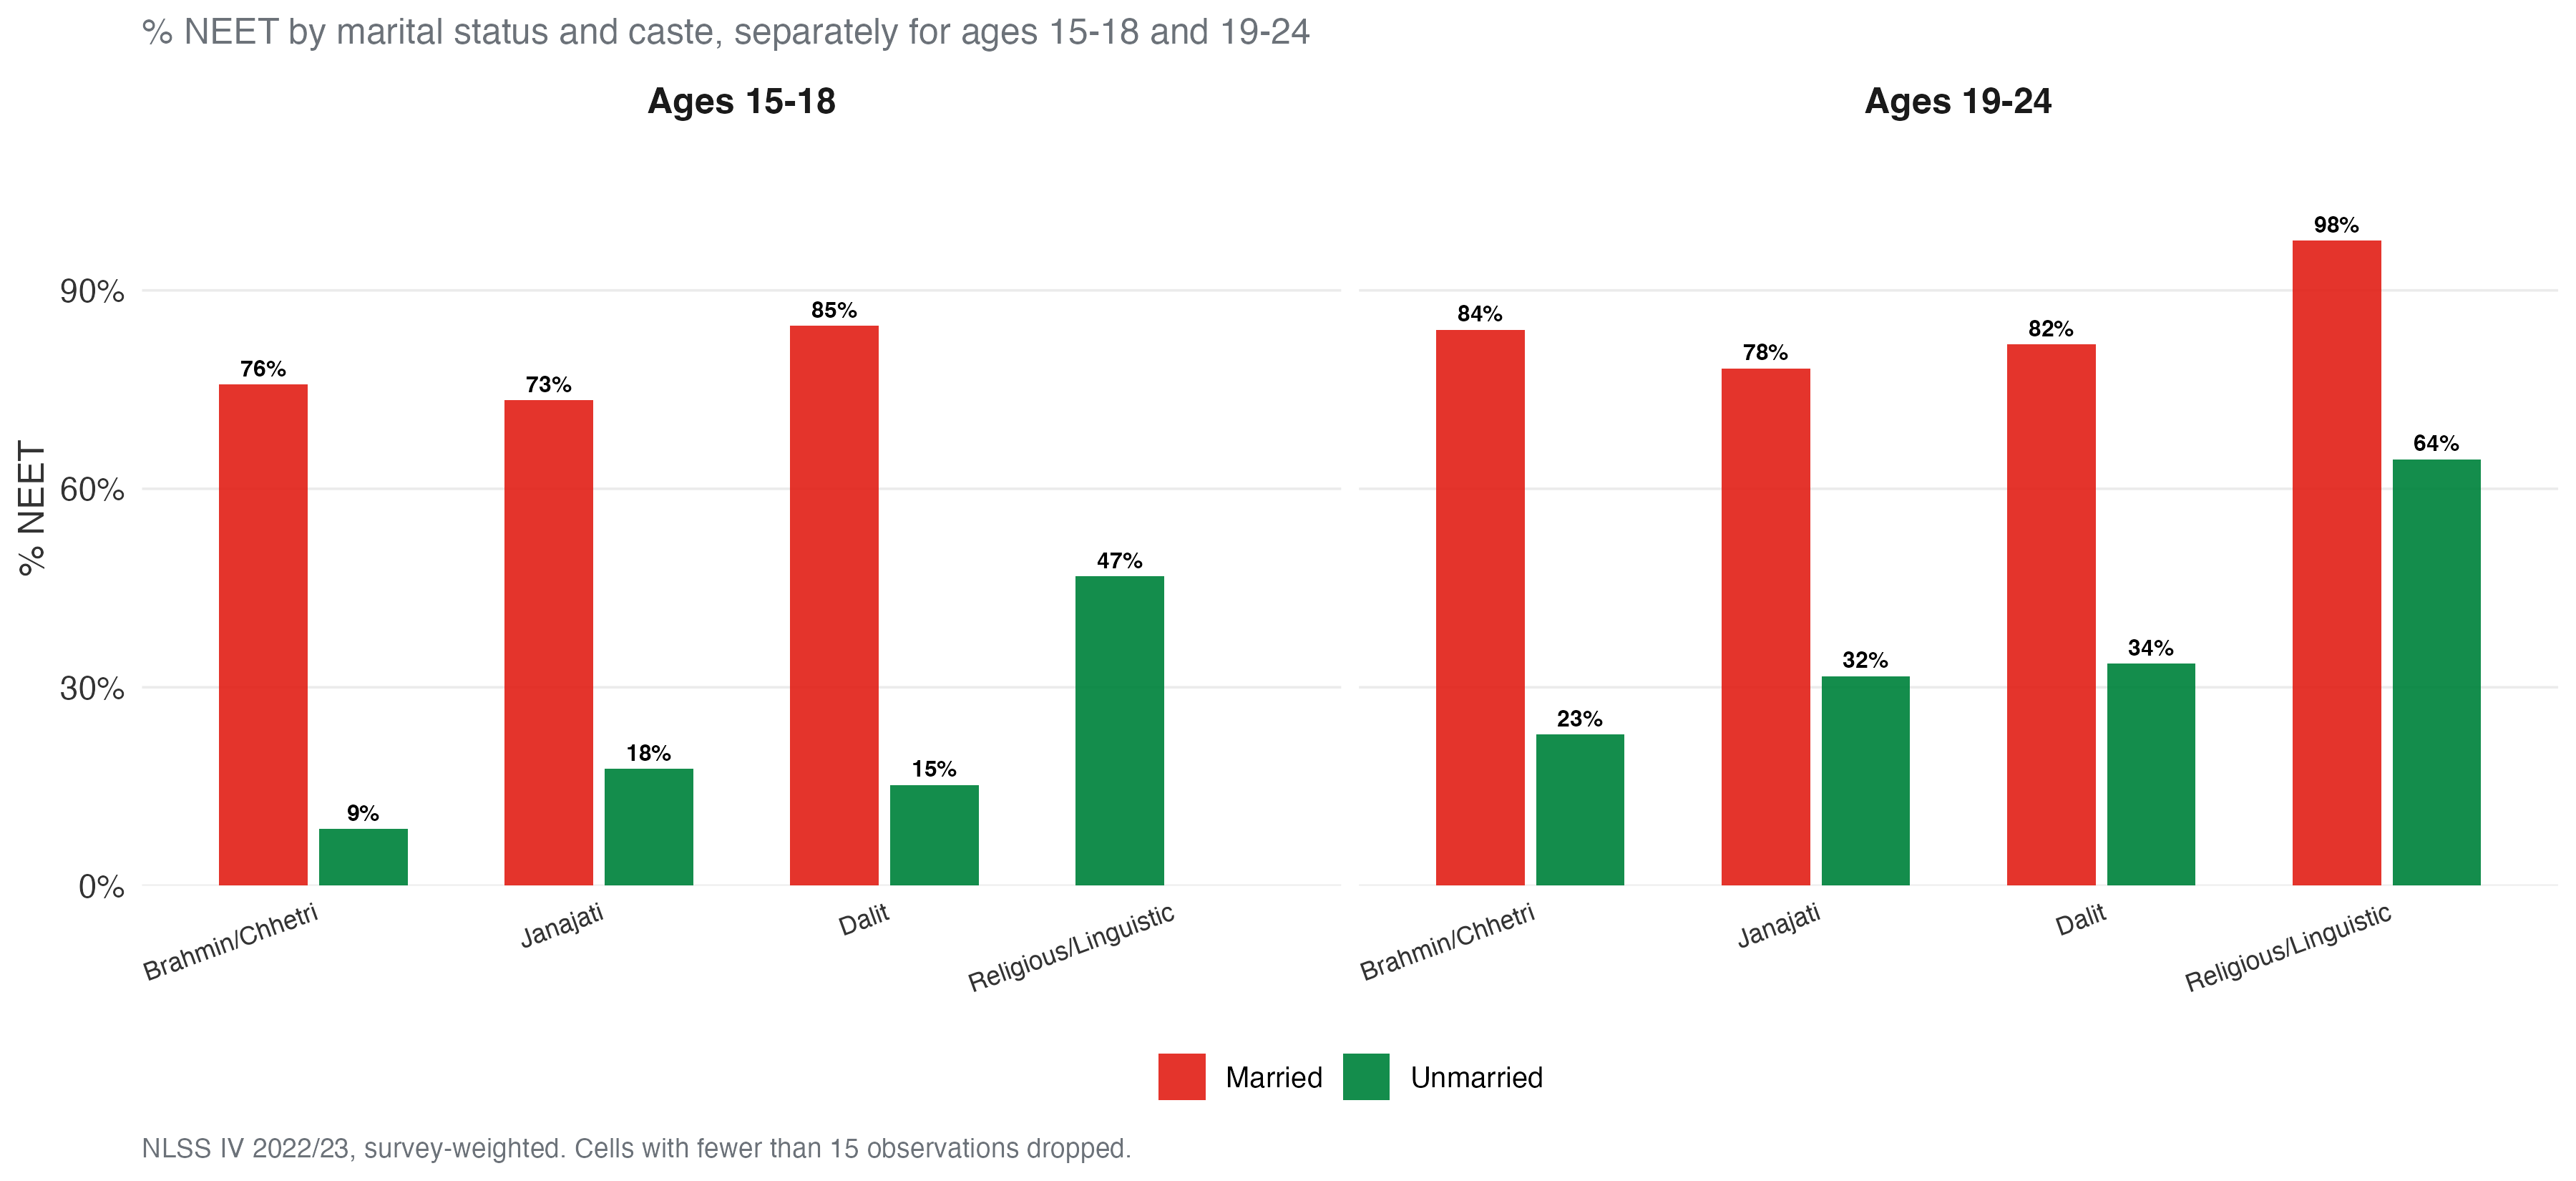 % NEET by marital status and caste, separately for ages 15-18 and 19-24
Ages 15-18
Ages 19-24
% NEET
90%
60%
30%
0%
76%
9%
73%
18%
85%
15%
47%
84%
23%
78%
32%
82%
34%
98%
64%
Brahmin/Chhetri
Janajati
Dalit
Religious/Linguistic
Brahmin/Chhetri
Janajati
Dalit
Religious/Linguistic
Married
Unmarried
NLSS IV 2022/23, survey-weighted. Cells with fewer than 15 observations dropped.